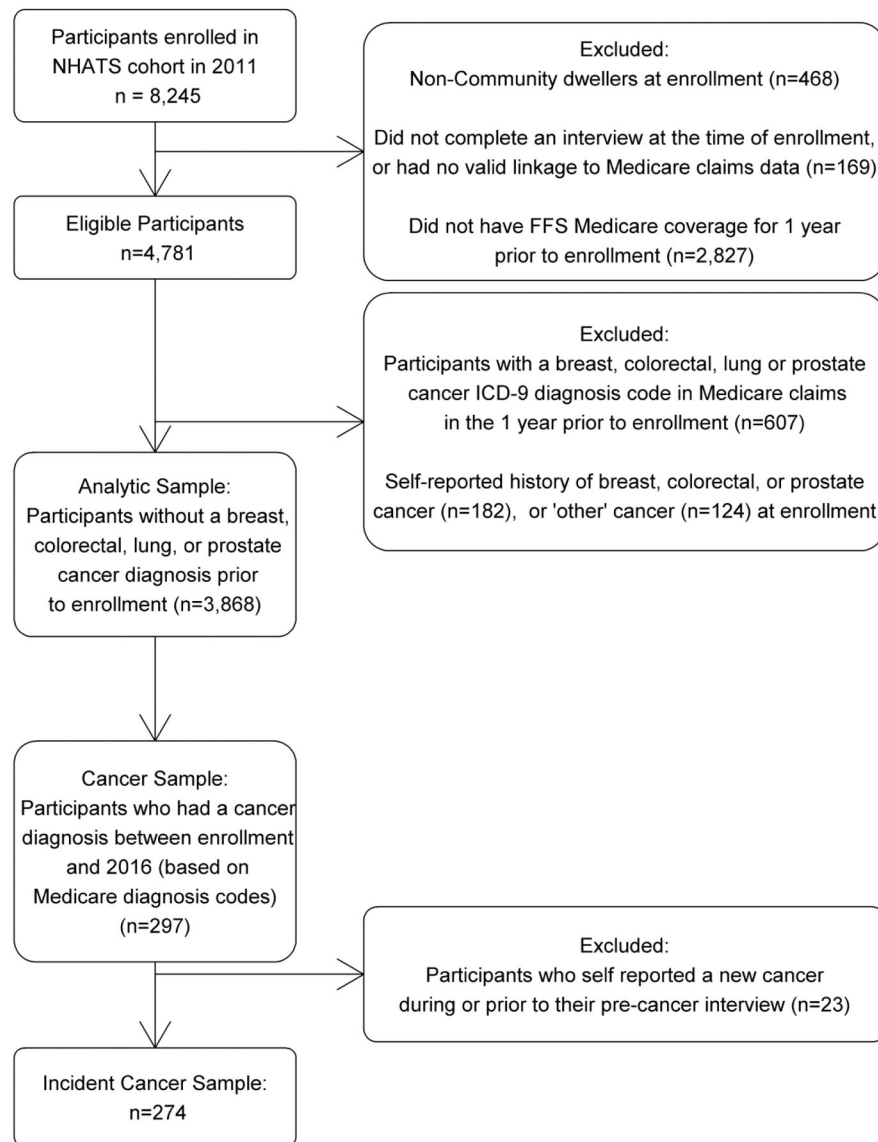 Participants enrolled in
NHATS cohort in 2011
n = 8,245
Excluded:
Non-Community dwellers at enrollment (n=468)
Did not complete an interview at the time of enrollment,
or had no valid linkage to Medicare claims data (n=169)
Did not have FFS Medicare coverage for 1 year
prior to enrollment (n=2,827)
Eligible Participants
n=4,781
Excluded:
Participants with a breast, colorectal, lung or prostate
cancer ICD-9 diagnosis code in Medicare claims
in the 1 year prior to enrollment (n=607)
Self-reported history of breast, colorectal, or prostate
cancer (n=182), or 'other' cancer (n=124) at enrollment
Analytic Sample:
Participants without a breast,
colorectal, lung, or prostate
cancer diagnosis prior
to enrollment (n=3,868)
Cancer Sample:
Participants who had a cancer
diagnosis between enrollment
and 2016 (based on
Medicare diagnosis codes)
(n=297)
Excluded:
Participants who self reported a new cancer
during or prior to their pre-cancer interview (n=23)
Incident Cancer Sample:
n=274